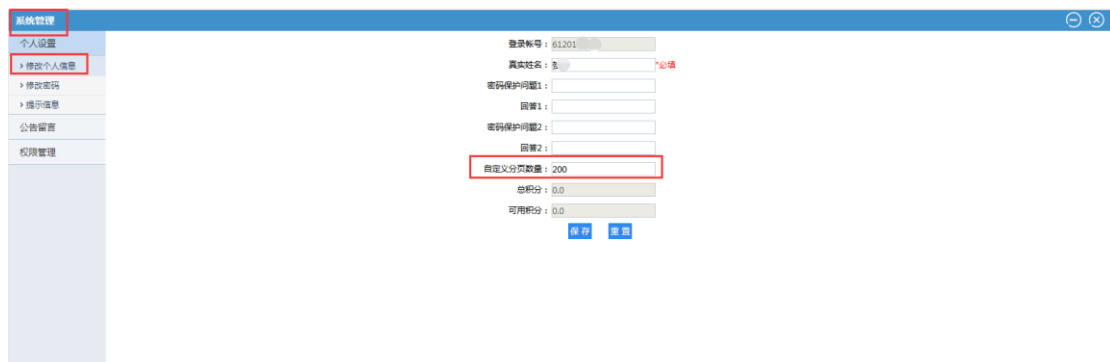 系统管理
个人设置
修改个人信息
修改密码
提示信息
公告留言
权限管理
登录帐号：61201
真实姓名： *必填
密码保护问题1：
回答1：
密码保护问题2：
回答2：
自定义分页数量：200
总积分：0.0
可用积分：0.0
保存 重置